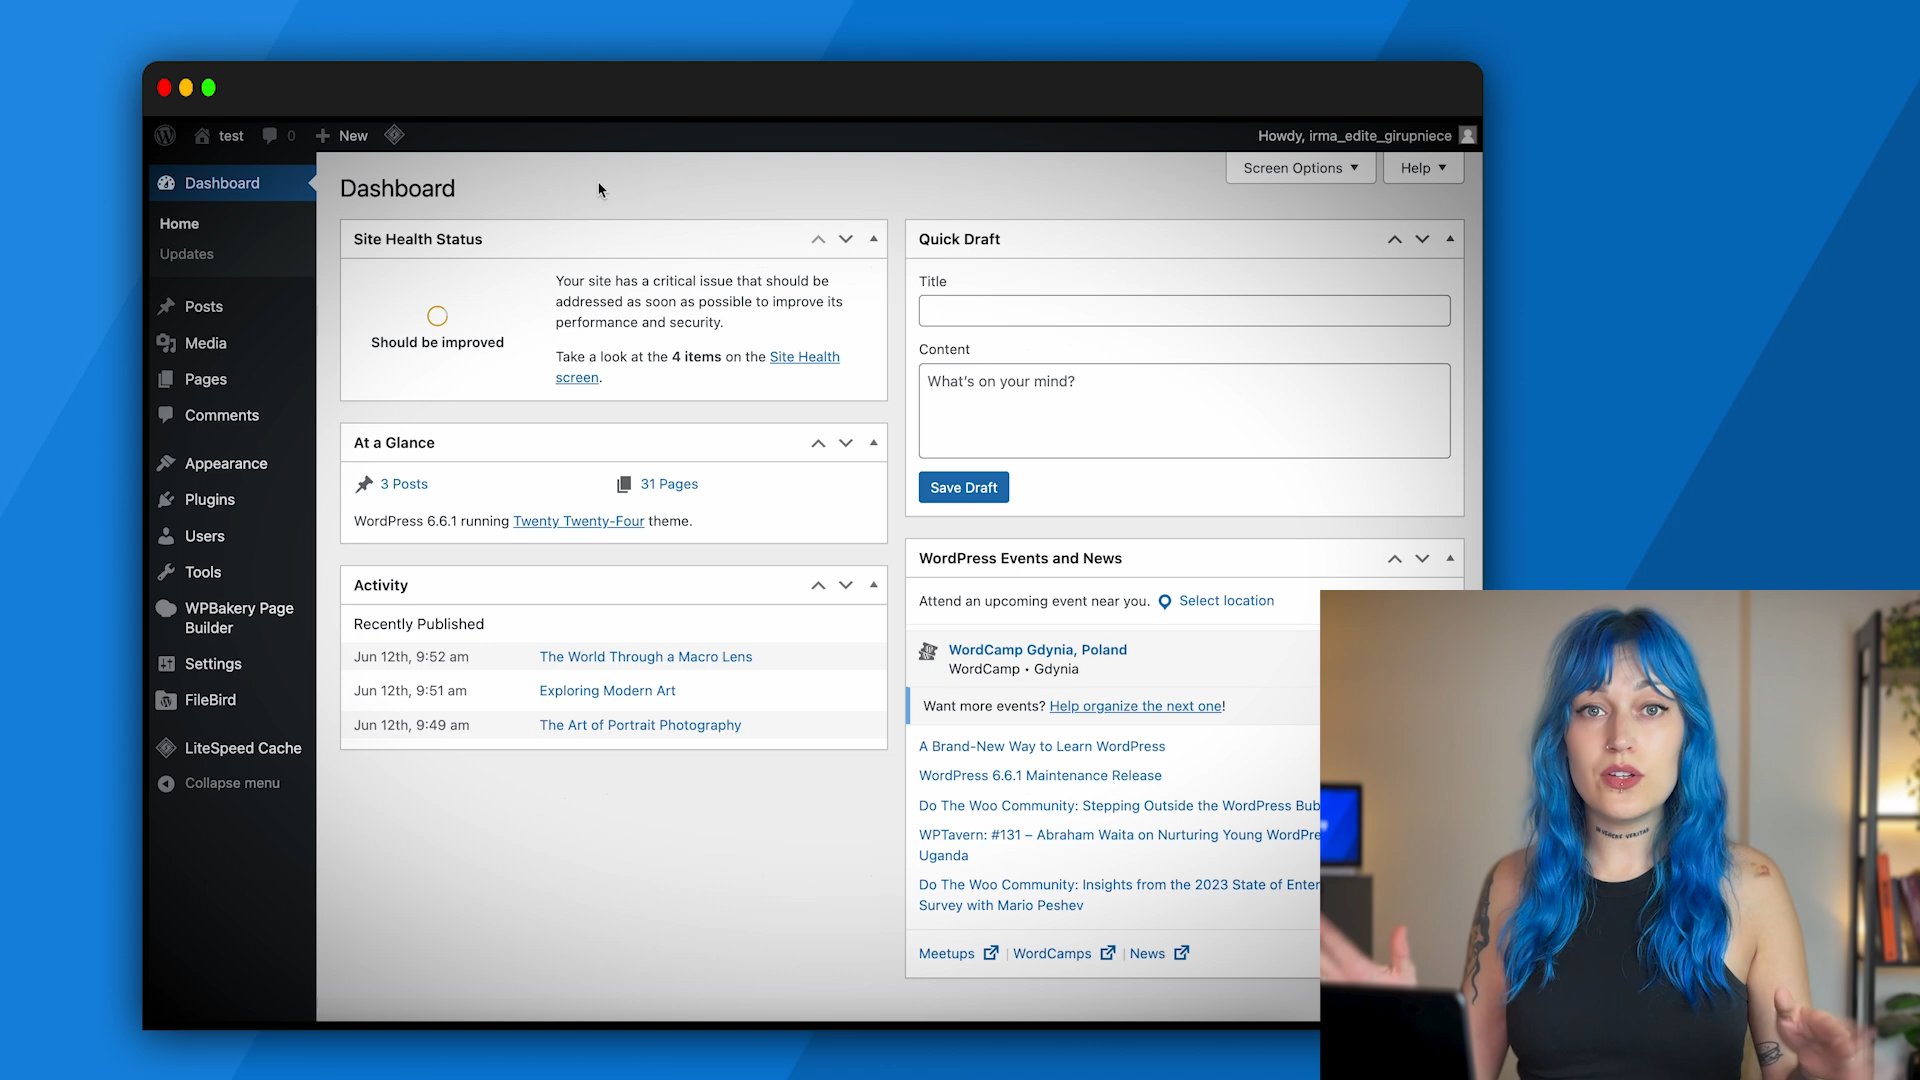 test
0
New
Howdy, irma_edite_girupniece
Dashboard
Home
Updates
Posts
Media
Pages
Comments
Appearance
Plugins
Users
Tools
WPBakery Page
Builder
Settings
FileBird
LiteSpeed Cache
Collapse menu
Screen Options
Help
Dashboard
Site Health Status
Should be improved
Your site has a critical issue that should be
addressed as soon as possible to improve its
performance and security.
Take a look at the 4 items on the Site Health
screen.
At a Glance
3 Posts
31 Pages
WordPress 6.6.1 running Twenty Twenty-Four theme.
Activity
Recently Published
Jun 12th, 9:52 am The World Through a Macro Lens
Jun 12th, 9:51 am Exploring Modern Art
Jun 12th, 9:49 am The Art of Portrait Photography
Quick Draft
Title
Content
What's on your mind?
Save Draft
WordPress Events and News
Attend an upcoming event near you. Select location
WordCamp Gdynia, Poland
WordCamp • Gdynia
Want more events? Help organize the next one!
A Brand-New Way to Learn WordPress
WordPress 6.6.1 Maintenance Release
Do The Woo Community: Stepping Outside the WordPress Bub
WPTavern: #131 – Abraham Waita on Nurturing Young WordPre
Uganda
Do The Woo Community: Insights from the 2023 State of Enter
Survey with Mario Peshev
Meetups | WordCamps | News